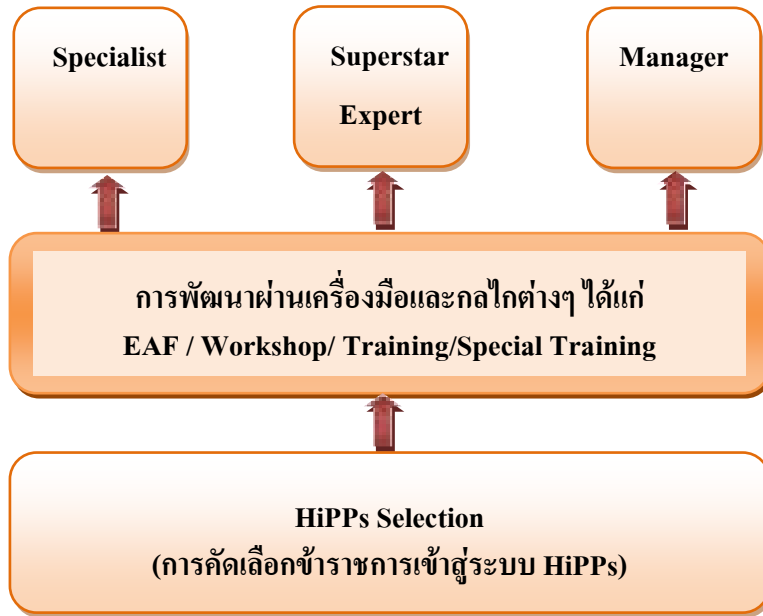 Specialist
Superstar
Expert
Manager
การพัฒนาผ่านเครื่องมือและกลไกต่างๆ ได้แก่
EAF / Workshop/ Training/Special Training
HiPPs Selection
(การคัดเลือกข้าราชการเข้าสู่ระบบ HiPPs)